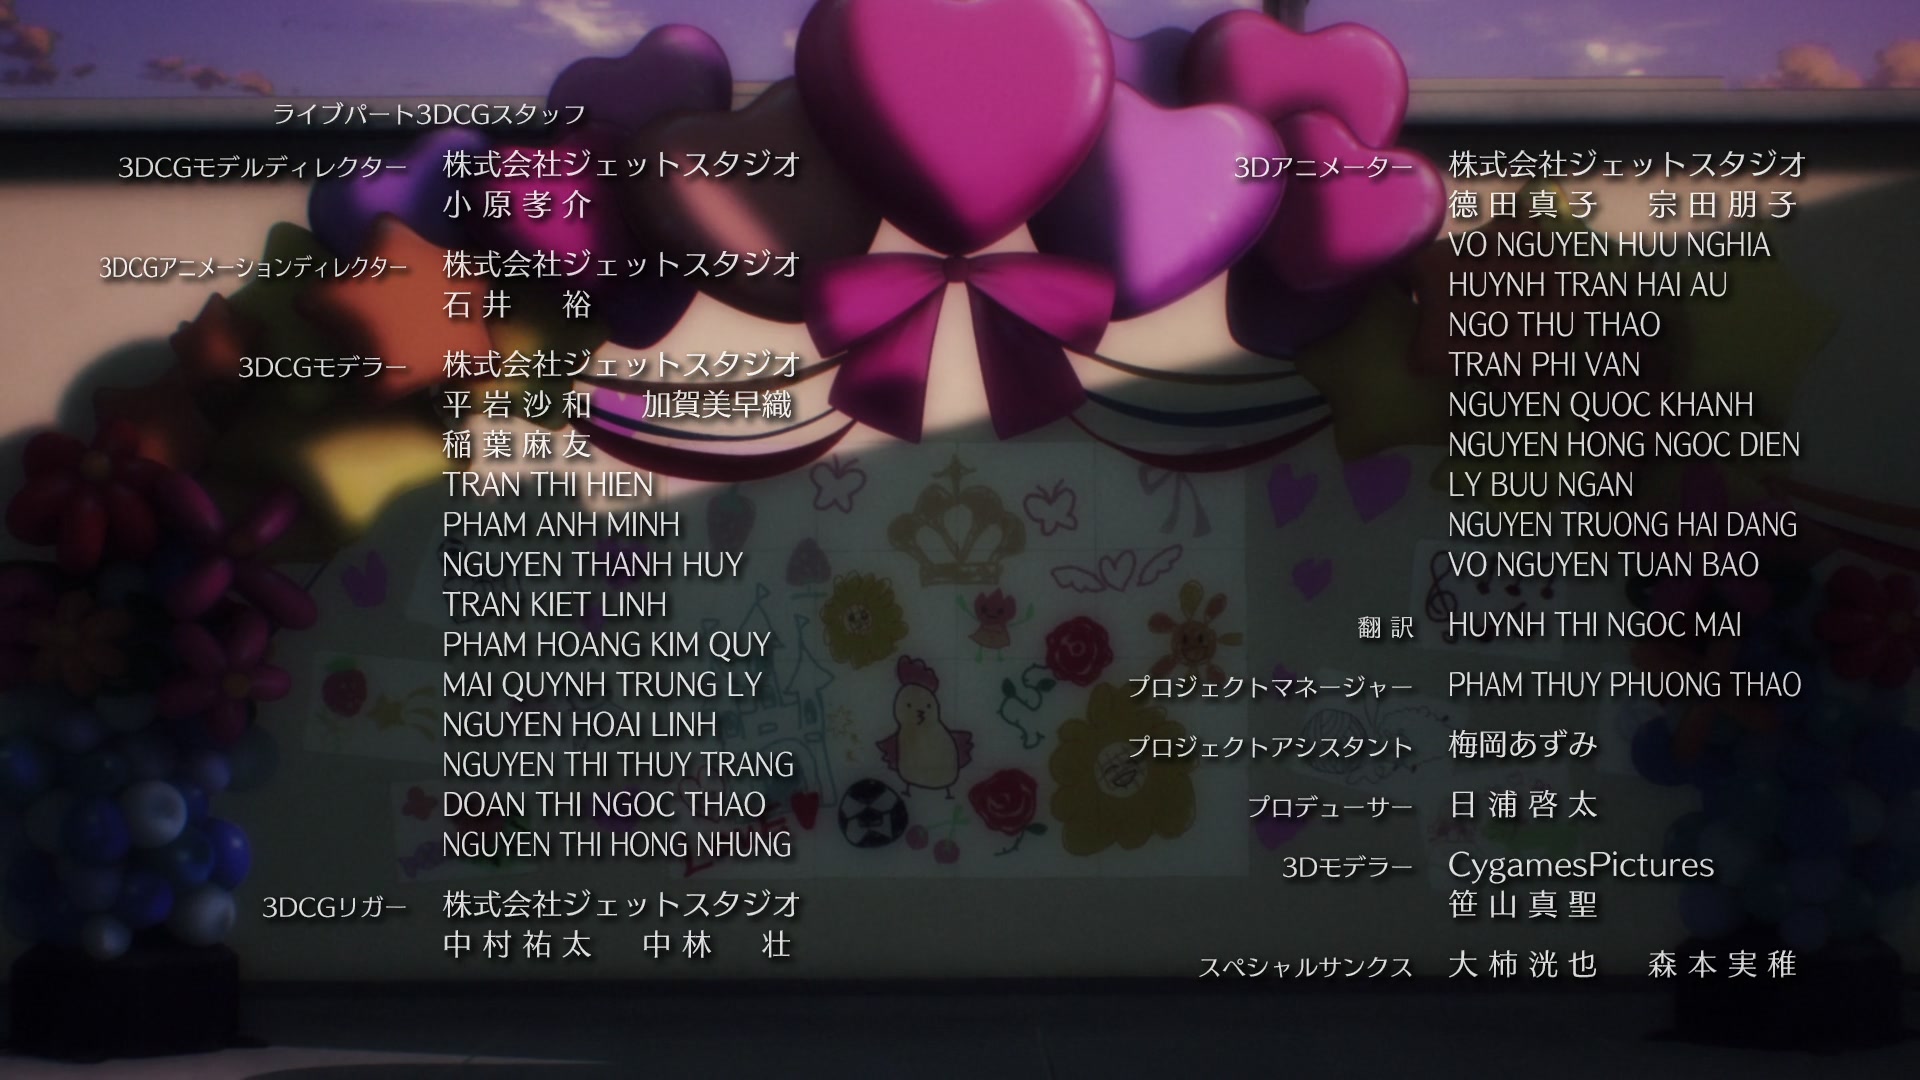 ライブパート3DCGスタッフ
3DCGモデルディレクター 株式会社ジェットスタジオ
小原孝介
3DCGアニメーションディレクター 株式会社ジェットスタジオ
石井 裕
3DCGモデラー 株式会社ジェットスタジオ
平岩沙和 加賀美早織
稲葉麻友
TRAN THI HIEN
PHAM ANH MINH
NGUYEN THANH HUY
TRAN KIET LINH
PHAM HOANG KIM QUY
MAI QUYNH TRUNG LY
NGUYEN HOAI LINH
NGUYEN THI THUY TRANG
DOAN THI NGOC THAO
NGUYEN THI HONG NHUNG
3DCGリガー 株式会社ジェットスタジオ
中村祐太 中林 壮
3Dアニメーター 株式会社ジェットスタジオ
德田真子 宗田朋子
VO NGUYEN HUU NGHIA
HUYNH TRAN HAI AU
NGO THU THAO
TRAN PHI VAN
NGUYEN QUOC KHANH
NGUYEN HONG NGOC DIEN
LY BUU NGAN
NGUYEN TRUONG HAI DANG
VO NGUYEN TUAN BAO
翻訳 HUYNH THI NGOC MAI
プロジェクトマネージャー PHAM THUY PHUONG THAO
プロジェクトアシスタント 梅岡あずみ
プロデューサー 日浦啓太
3Dモデラー CygamesPictures
笹山真聖
スペシャルサンクス 大柿洸也 森本実稚